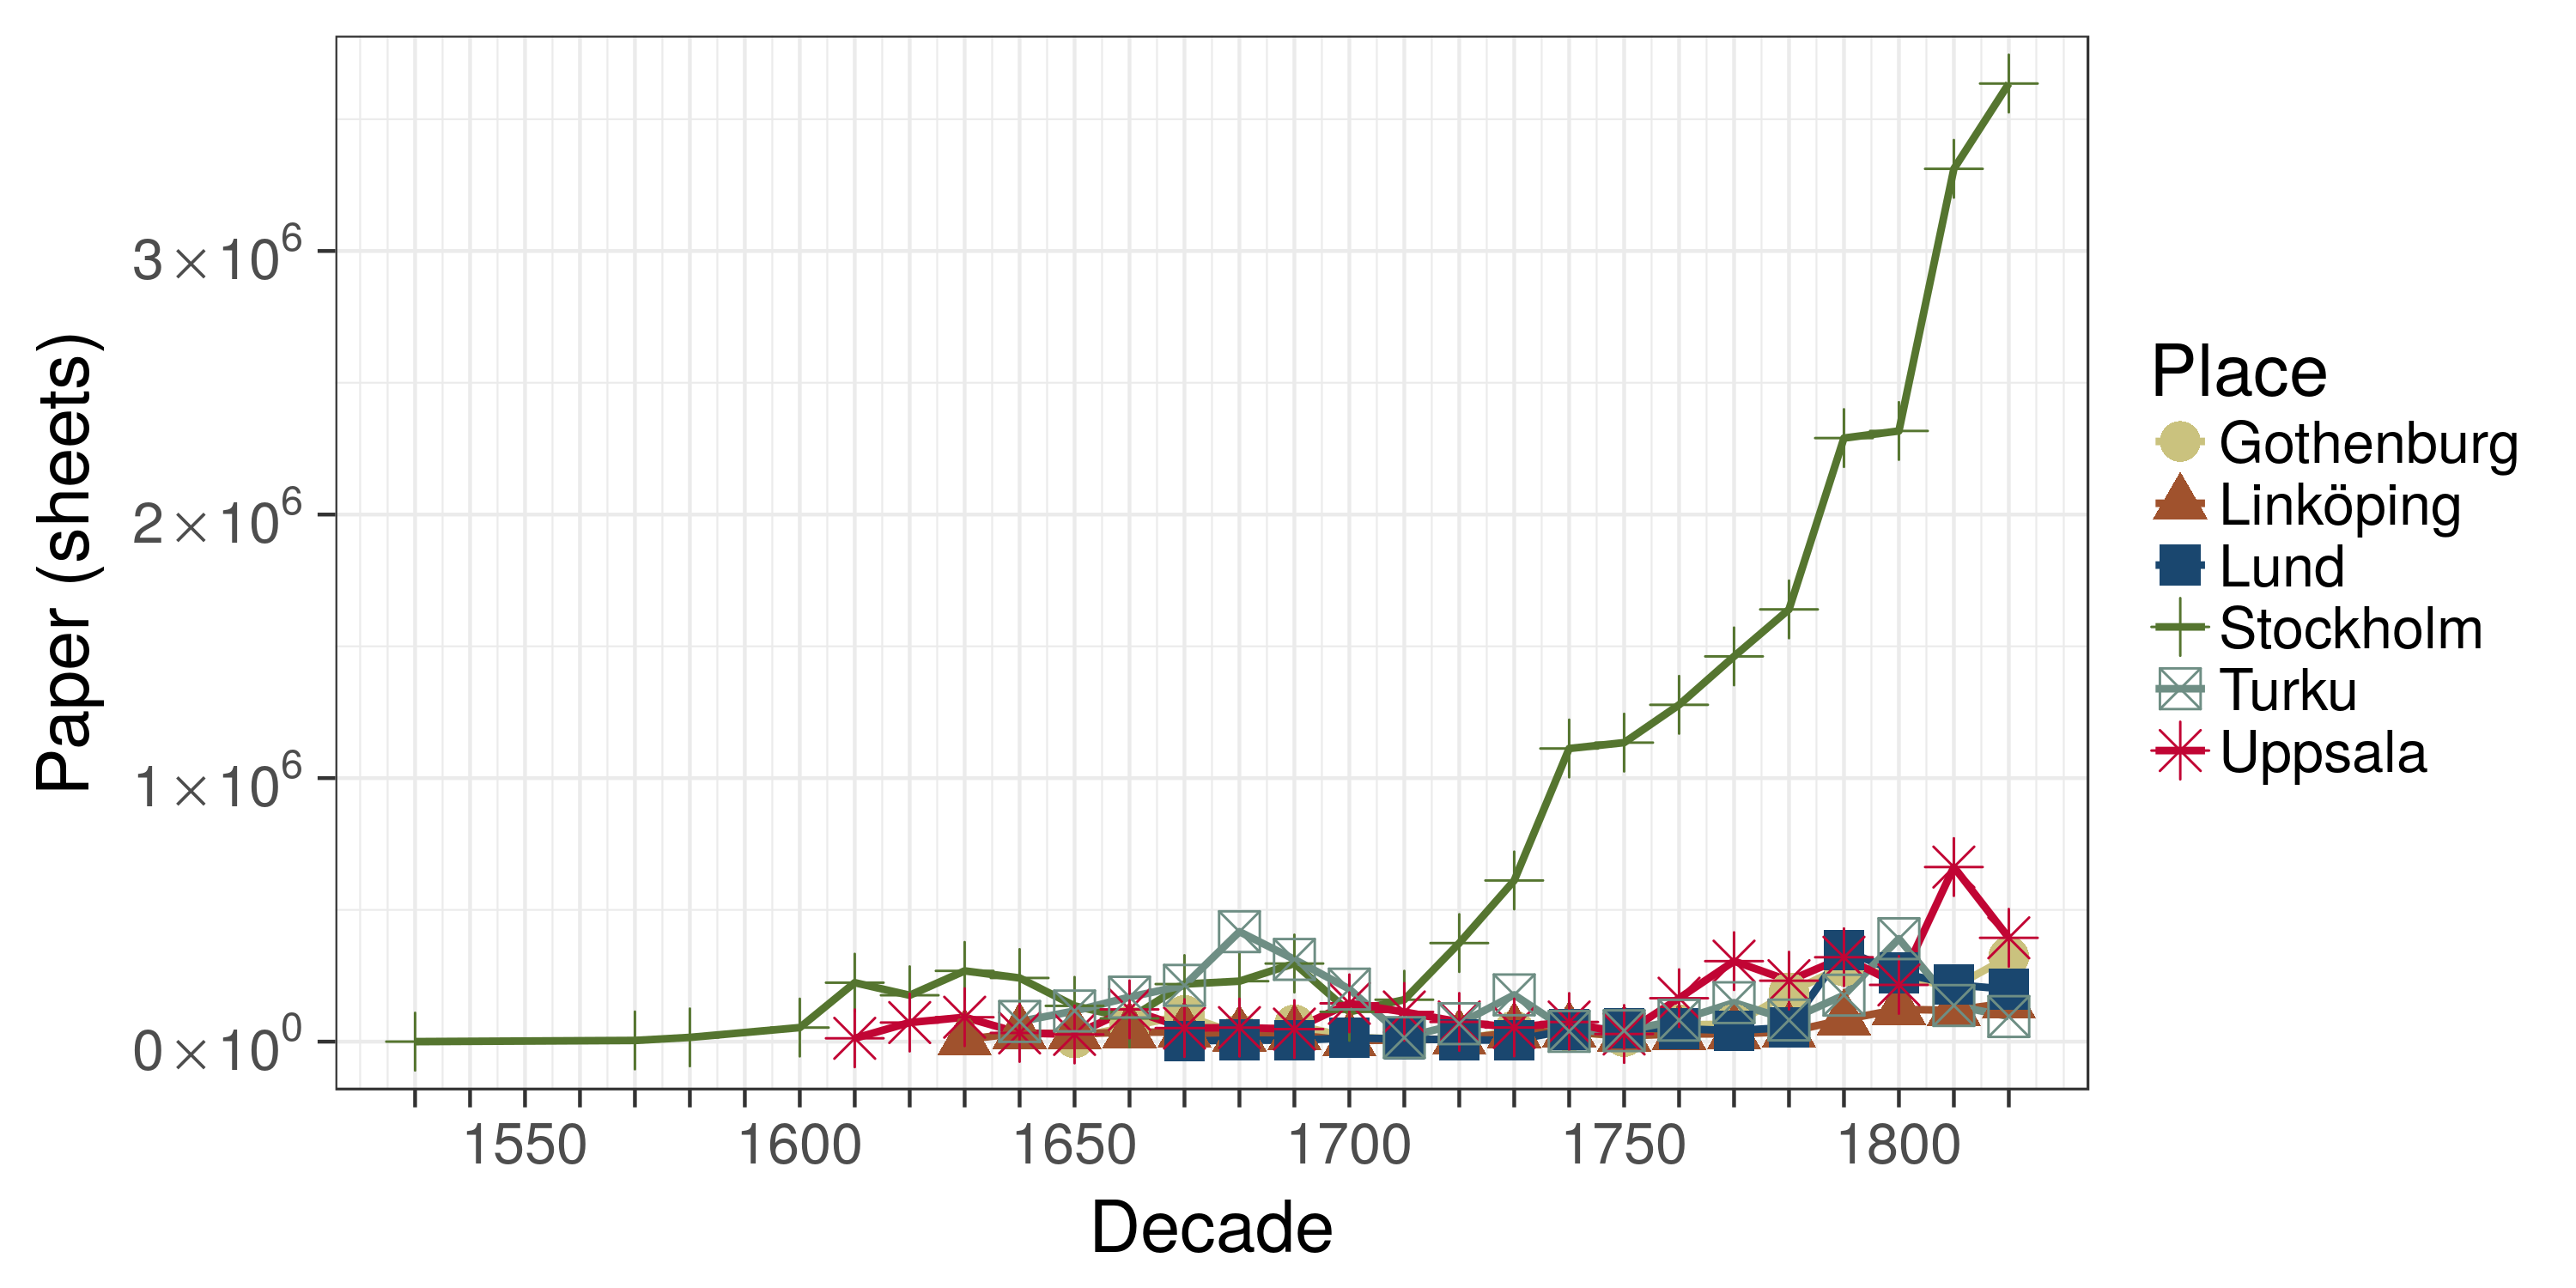 3×10⁶
2×10⁶
1×10⁶
0×10⁰
Paper (sheets)
1550 1600 1650 1700 1750 1800
Decade
Place
Gothenburg
Linköping
Lund
Stockholm
Turku
Uppsala